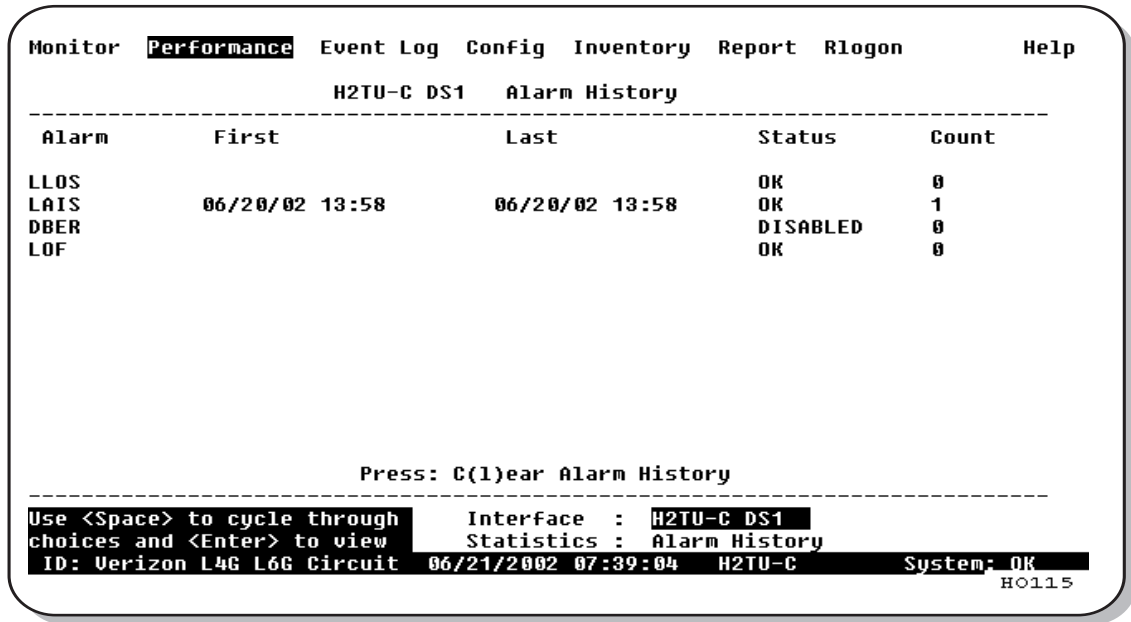 Monitor Performance Event Log Config Inventory Report Rlogon Help
H2TU-C DS1 Alarm History
Alarm First Last Status Count
LLOS OK 0
LAIS 06/20/02 13:58 06/20/02 13:58 OK 1
DBER DISABLED 0
LOF OK 0
Press: C(l)ear Alarm History
Use <Space> to cycle through Interface : H2TU-C DS1
choices and <Enter> to view Statistics : Alarm History
ID: Verizon L4G L6G Circuit 06/21/2002 07:39:04 H2TU-C System: OK
HO115